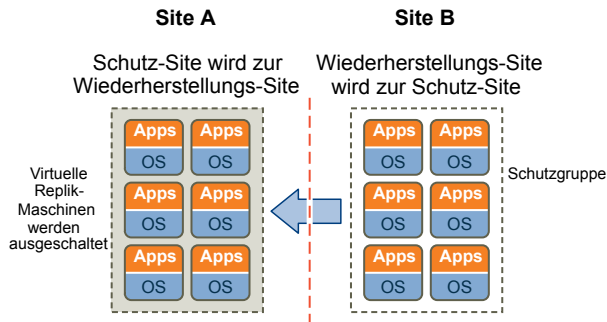 Site A
Site B
Schutz-Site wird zur
Wiederherstellungs-Site
Wiederherstellungs-Site
wird zur Schutz-Site
Virtuelle
Replik-
Maschinen
werden
ausgeschaltet
Apps
Apps
OS
OS
Apps
Apps
OS
OS
Apps
Apps
OS
OS
Apps
Apps
OS
OS
Apps
Apps
OS
OS
Apps
Apps
OS
OS
Schutzgruppe